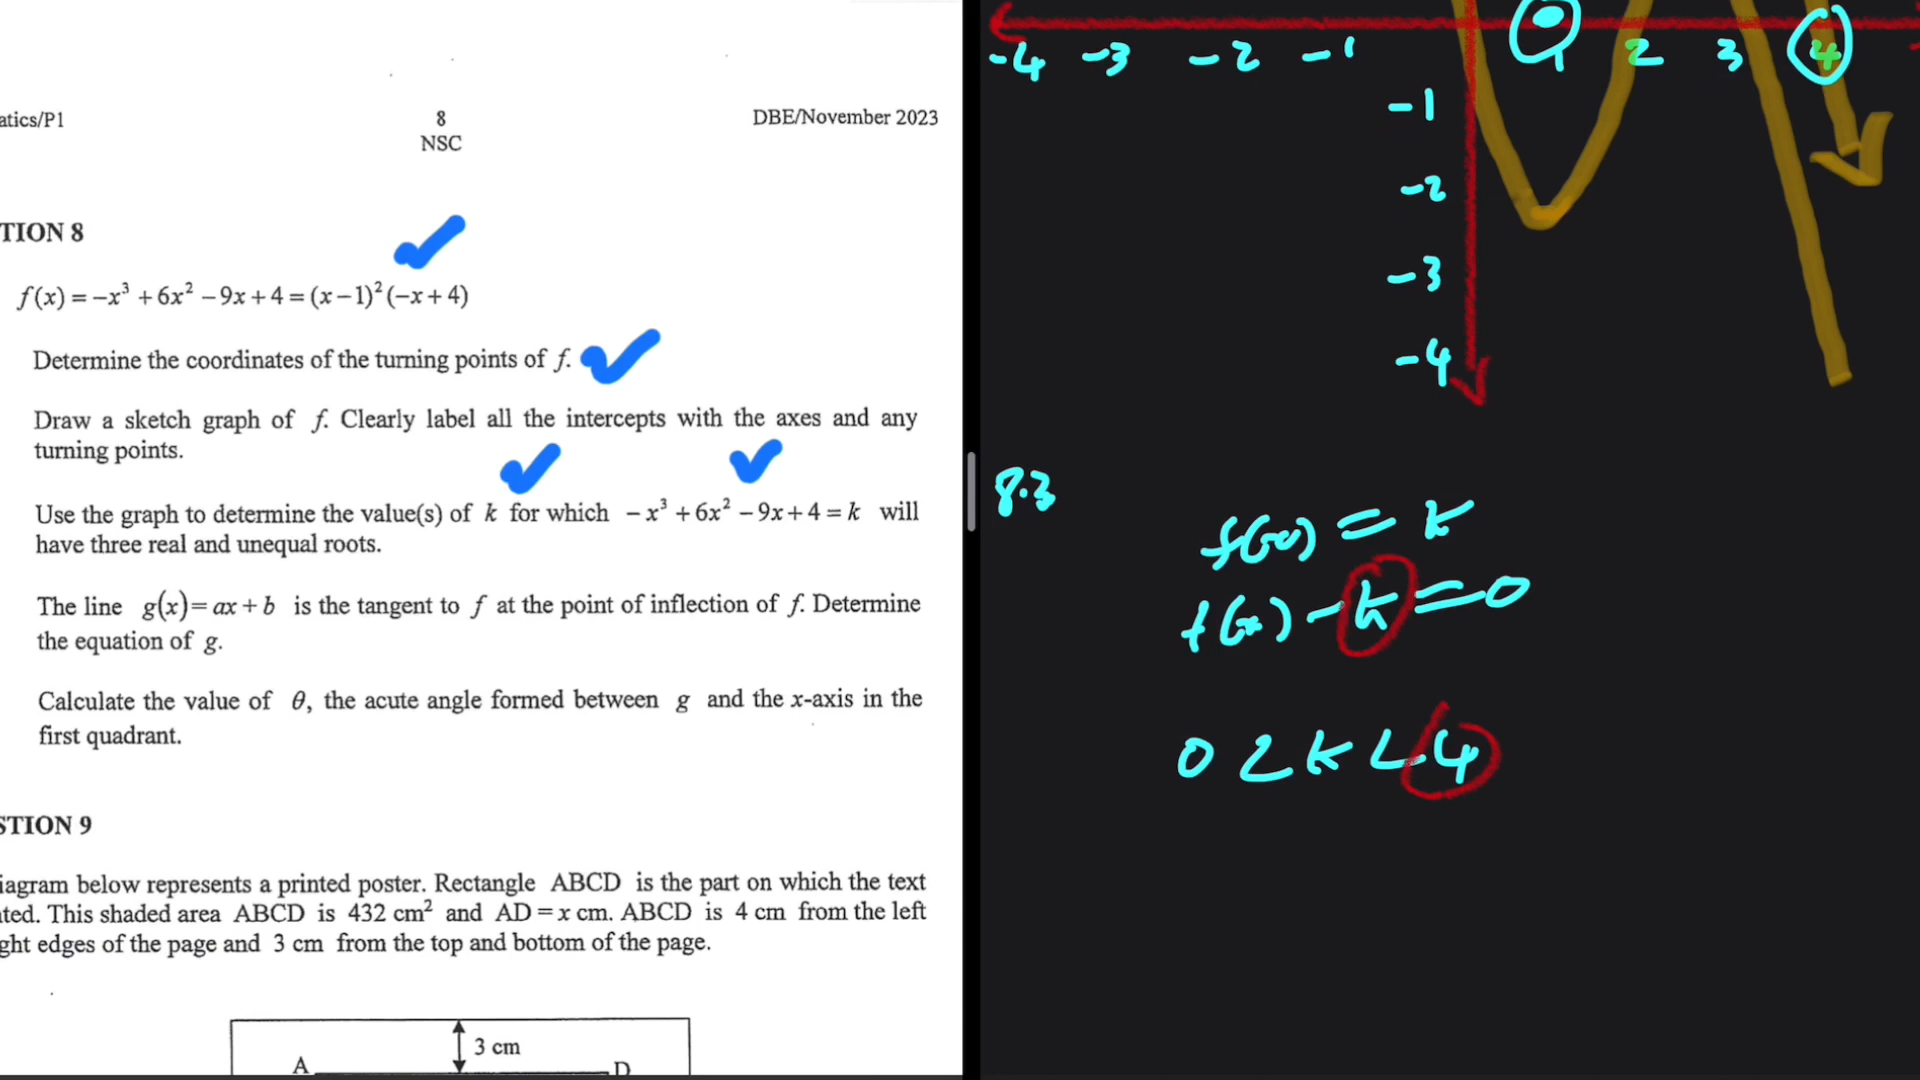 atics/P1
8
DBE/November 2023
NSC
TION 8
f(x) = −x³ + 6x² − 9x + 4 = (x − 1)² (−x + 4)
Determine the coordinates of the turning points of f.
Draw a sketch graph of f. Clearly label all the intercepts with the axes and any
turning points.
Use the graph to determine the value(s) of k for which − x³ + 6x² − 9x + 4 = k will
have three real and unequal roots.
The line g(x) = ax + b is the tangent to f at the point of inflection of f. Determine
the equation of g.
Calculate the value of θ, the acute angle formed between g and the x-axis in the
first quadrant.
STION 9
iagram below represents a printed poster. Rectangle ABCD is the part on which the text
ted. This shaded area ABCD is 432 cm² and AD = x cm. ABCD is 4 cm from the left
ght edges of the page and 3 cm from the top and bottom of the page.
3 cm
A D
-4 -3 -2 -1 1 2 3 4
-1
-2
-3
-4
8.3
f(x) = k
f(x) - k = 0
0 < k < 4